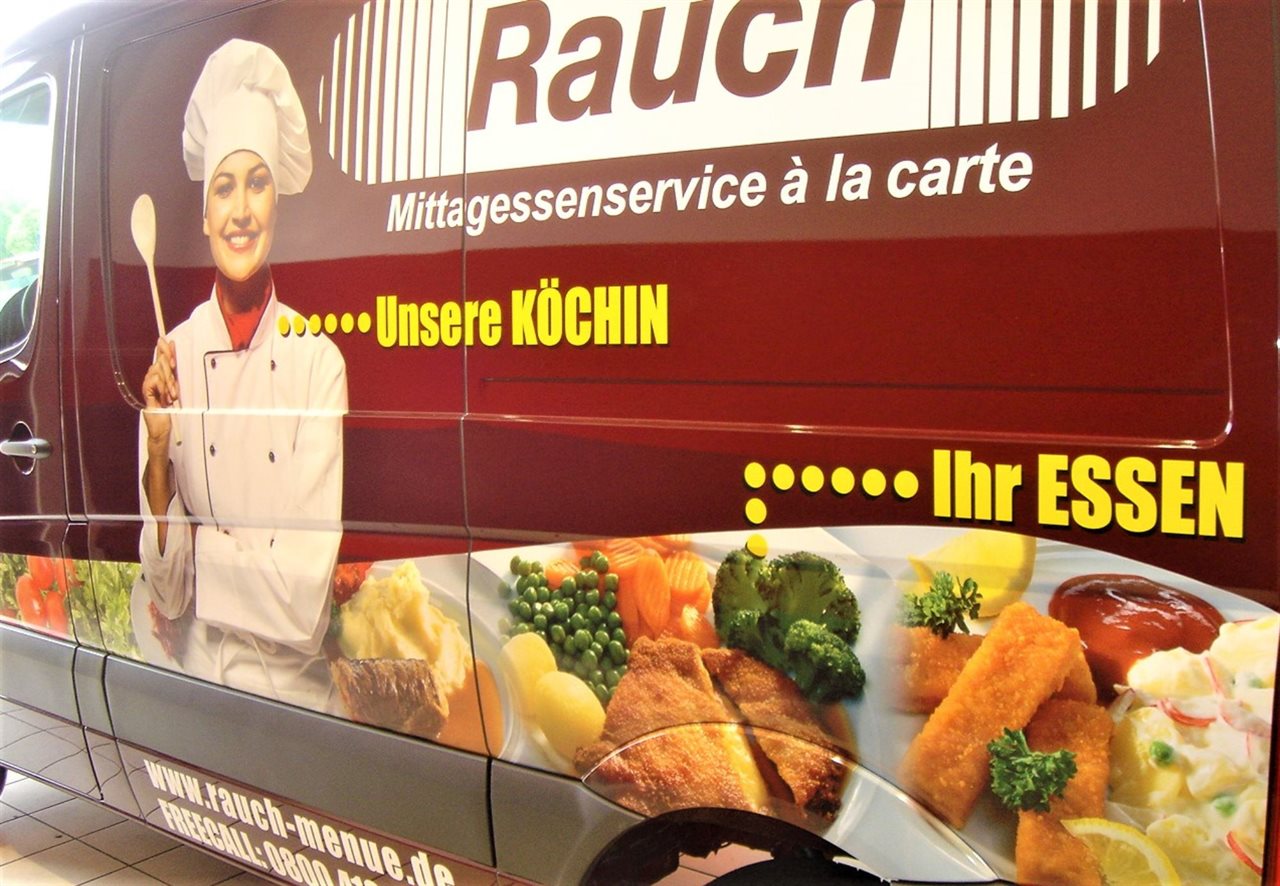 Rauch
Mittagessenservice à la carte
Unsere KÖCHIN
Ihr ESSEN
www.rauch-menue.de
FREECALL: 0800